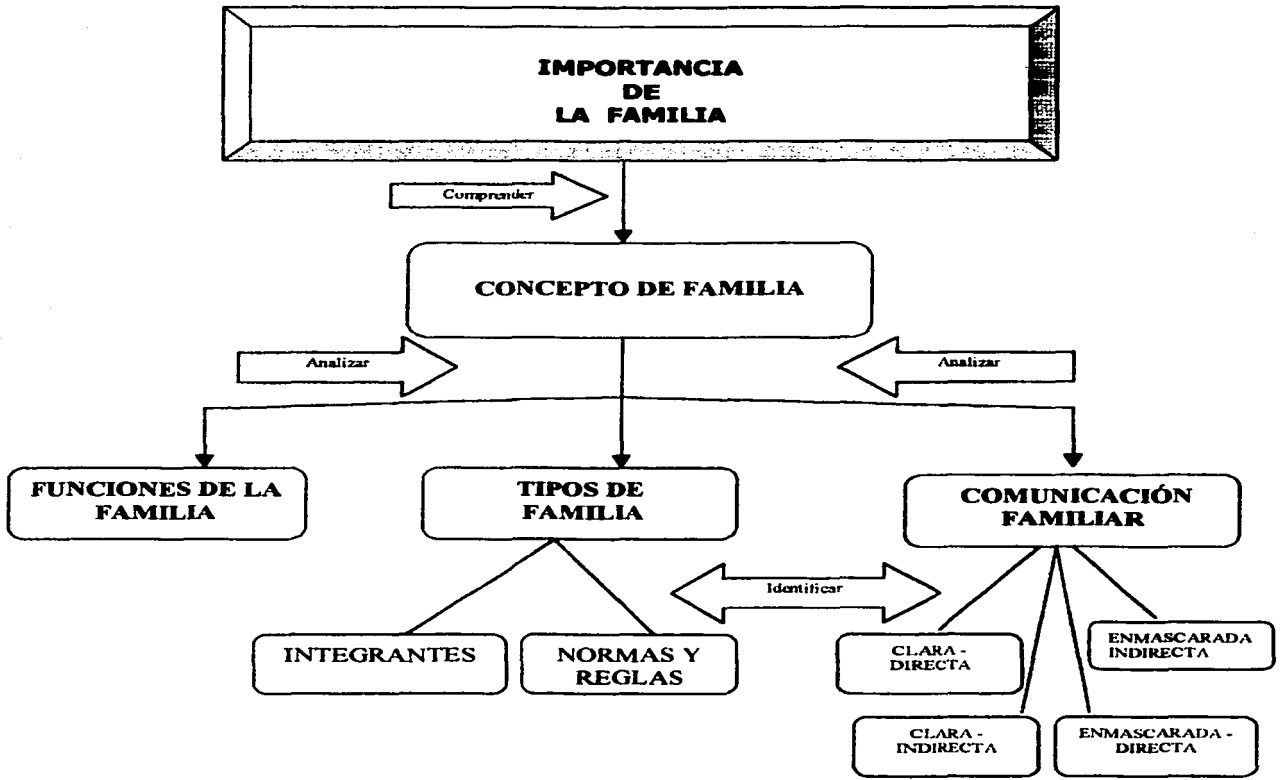 IMPORTANCIA
DE
LA FAMILIA
Comprender
CONCEPTO DE FAMILIA
Analizar
Analizar
FUNCIONES DE LA
FAMILIA
TIPOS DE
FAMILIA
COMUNICACIÓN
FAMILIAR
Identificar
INTEGRANTES
NORMAS Y
REGLAS
CLARA -
DIRECTA
ENMASCARADA
INDIRECTA
CLARA -
INDIRECTA
ENMASCARADA -
DIRECTA